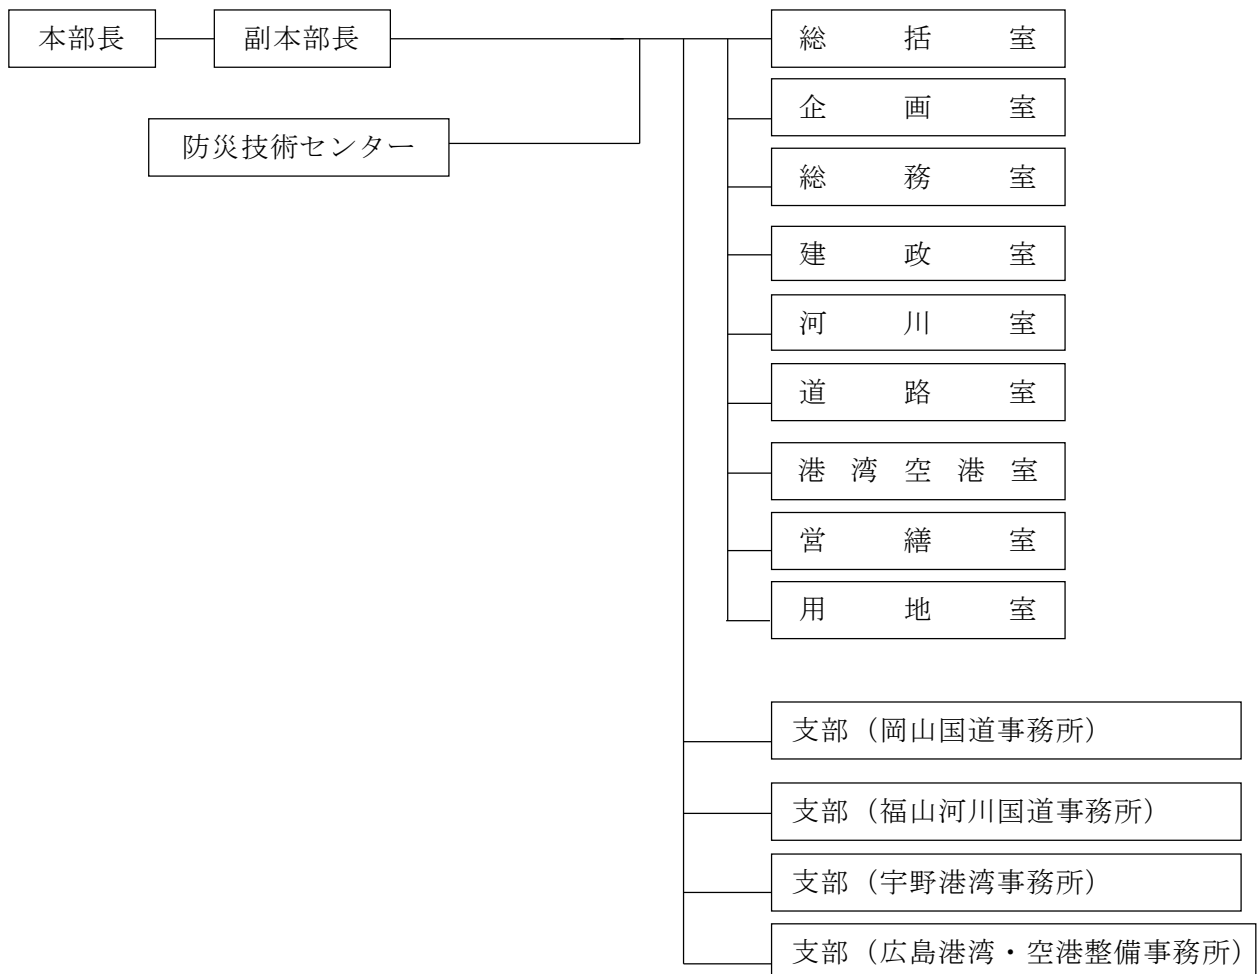 本部長
副本部長
防災技術センター
総括室
企画室
総務室
建政室
河川室
道路室
港湾空港室
営繕室
用地室
支部（岡山国道事務所）
支部（福山河川国道事務所）
支部（宇野港湾事務所）
支部（広島港湾・空港整備事務所）